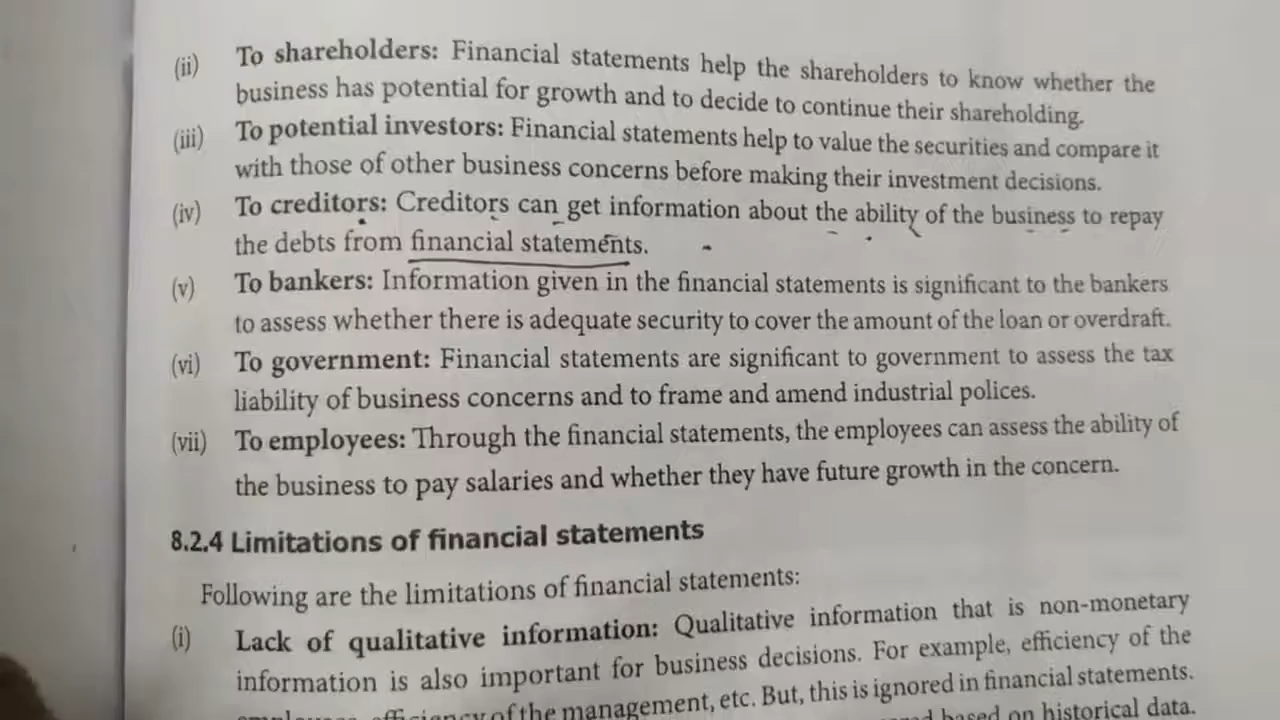 (ii) To shareholders: Financial statements help the shareholders to know whether the
business has potential for growth and to decide to continue their shareholding.
(iii) To potential investors: Financial statements help to value the securities and compare it
with those of other business concerns before making their investment decisions.
(iv) To creditors: Creditors can get information about the ability of the business to repay
the debts from financial statements.
(v) To bankers: Information given in the financial statements is significant to the bankers
to assess whether there is adequate security to cover the amount of the loan or overdraft.
(vi) To government: Financial statements are significant to government to assess the tax
liability of business concerns and to frame and amend industrial polices.
(vii) To employees: Through the financial statements, the employees can assess the ability of
the business to pay salaries and whether they have future growth in the concern.
8.2.4 Limitations of financial statements
Following are the limitations of financial statements:
(i) Lack of qualitative information: Qualitative information that is non-monetary
information is also important for business decisions. For example, efficiency of the
efficiency of the management, etc. But, this is ignored in financial statements.
based on historical data.